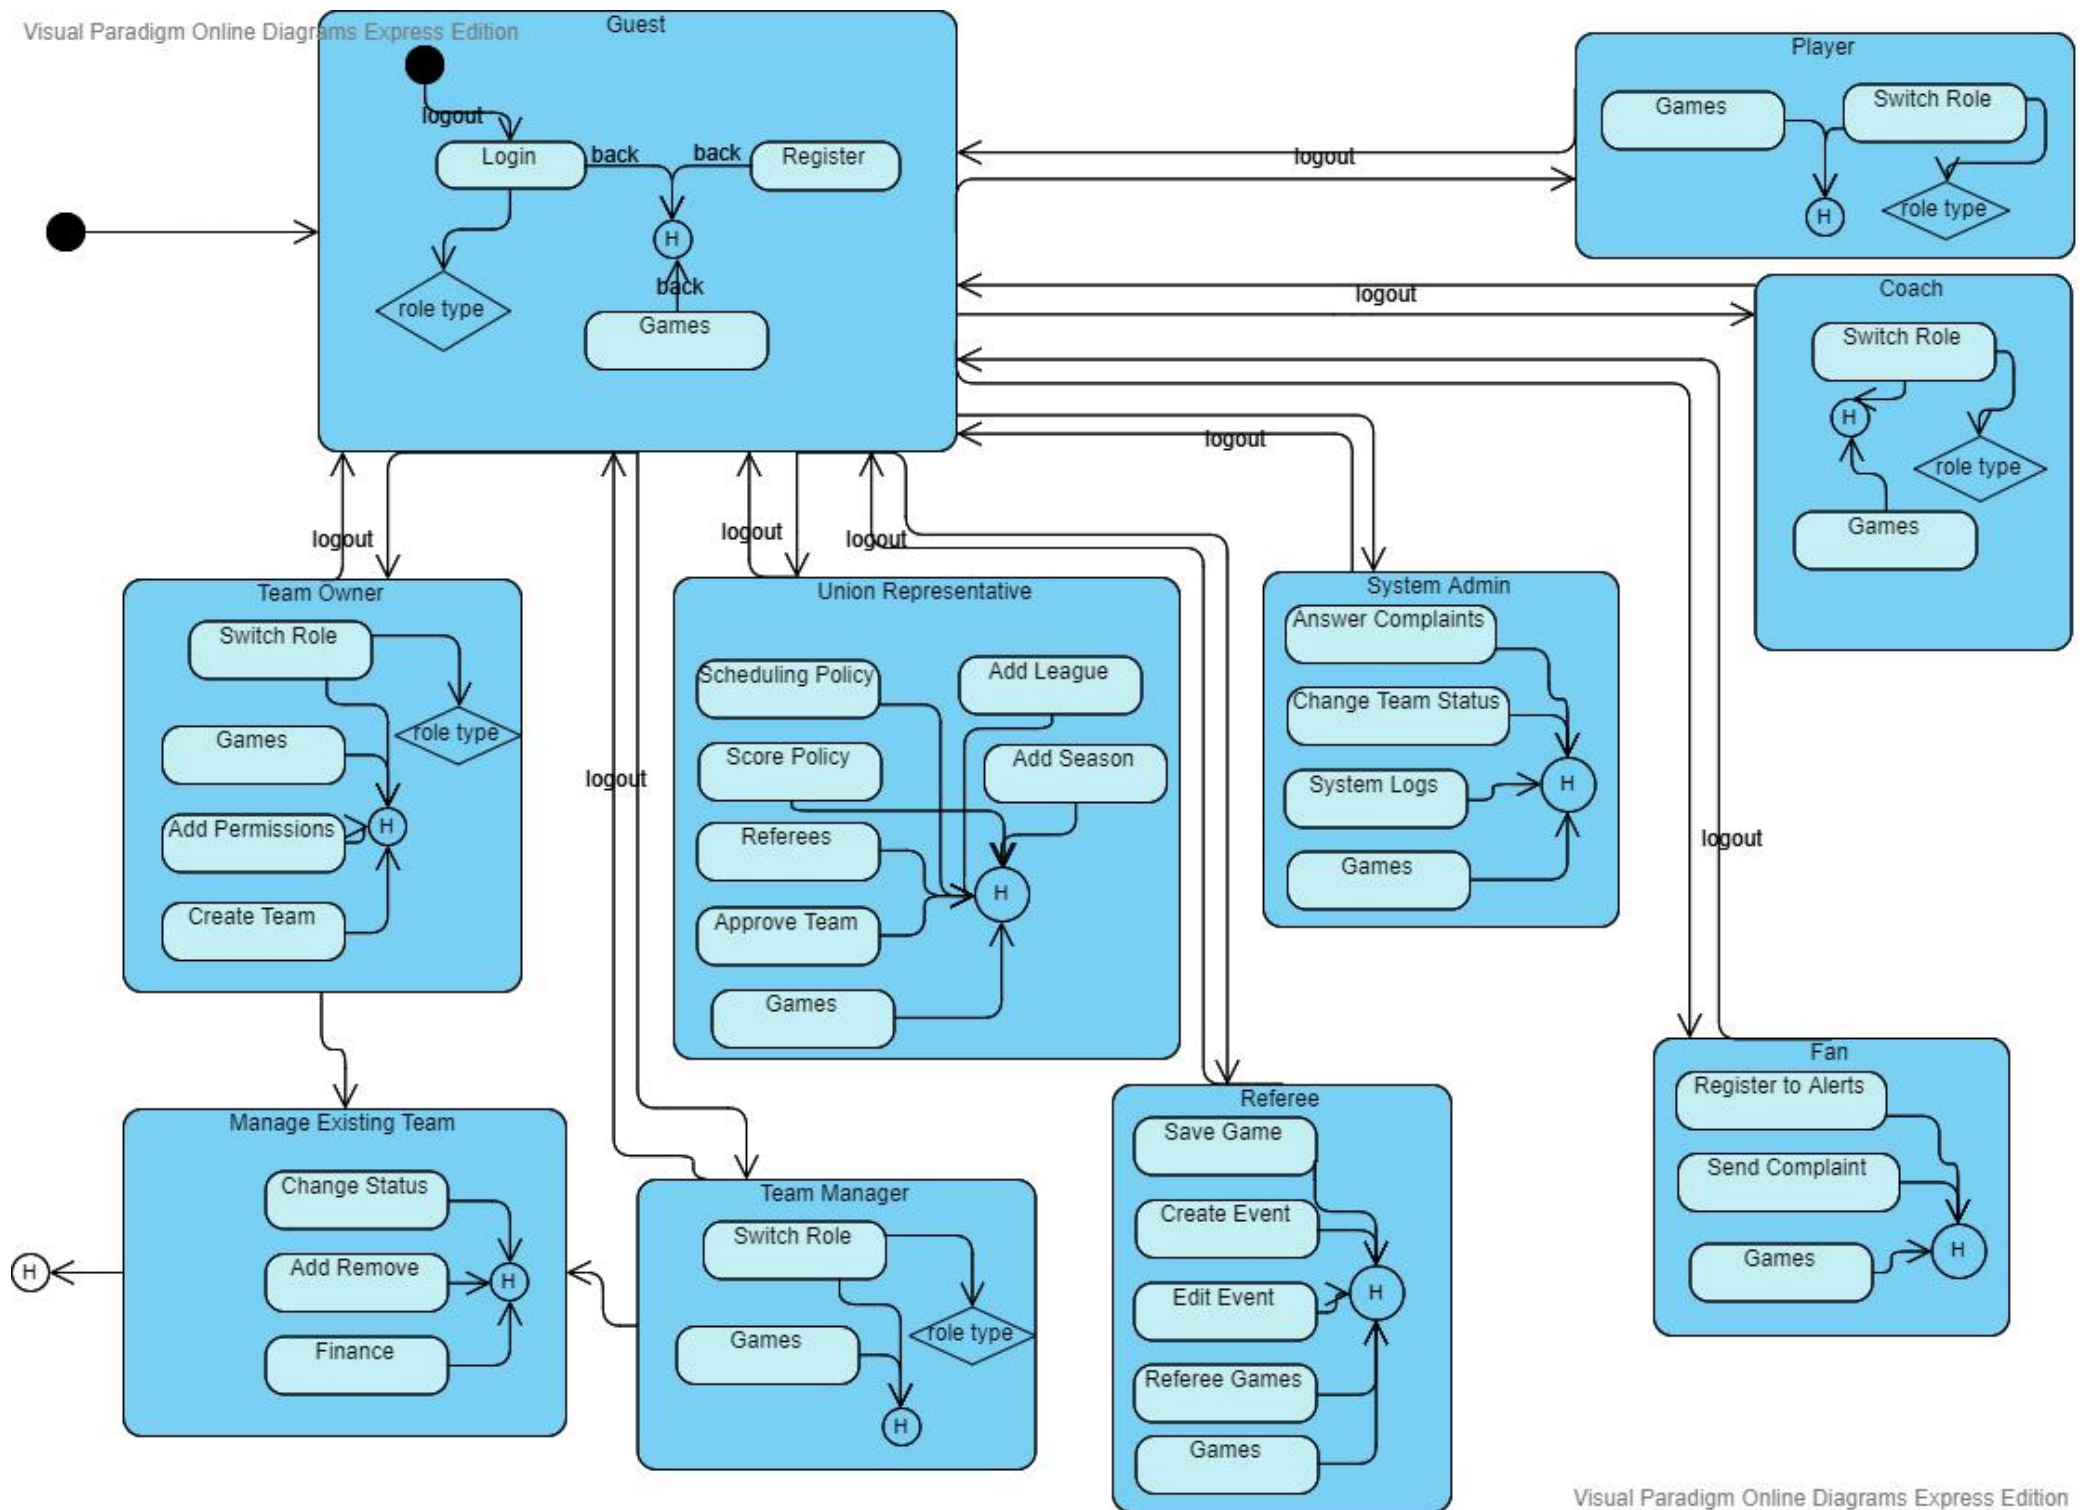 Visual Paradigm Online Diagrams Express Edition
Guest
logout
Login
back
back
Register
H
back
role type
Games
Player
Games
Switch Role
H
role type
logout
Coach
Switch Role
H
role type
Games
logout
logout
logout
logout
logout
logout
logout
Team Owner
Switch Role
Games
role type
Add Permissions
H
Create Team
Union Representative
Scheduling Policy
Add League
Score Policy
Add Season
Referees
H
Approve Team
Games
System Admin
Answer Complaints
Change Team Status
System Logs
H
Games
Manage Existing Team
Change Status
Add Remove
H
Finance
H
Team Manager
Switch Role
Games
role type
H
Referee
Save Game
Create Event
Edit Event
H
Referee Games
Games
Fan
Register to Alerts
Send Complaint
H
Games
Visual Paradigm Online Diagrams Express Edition